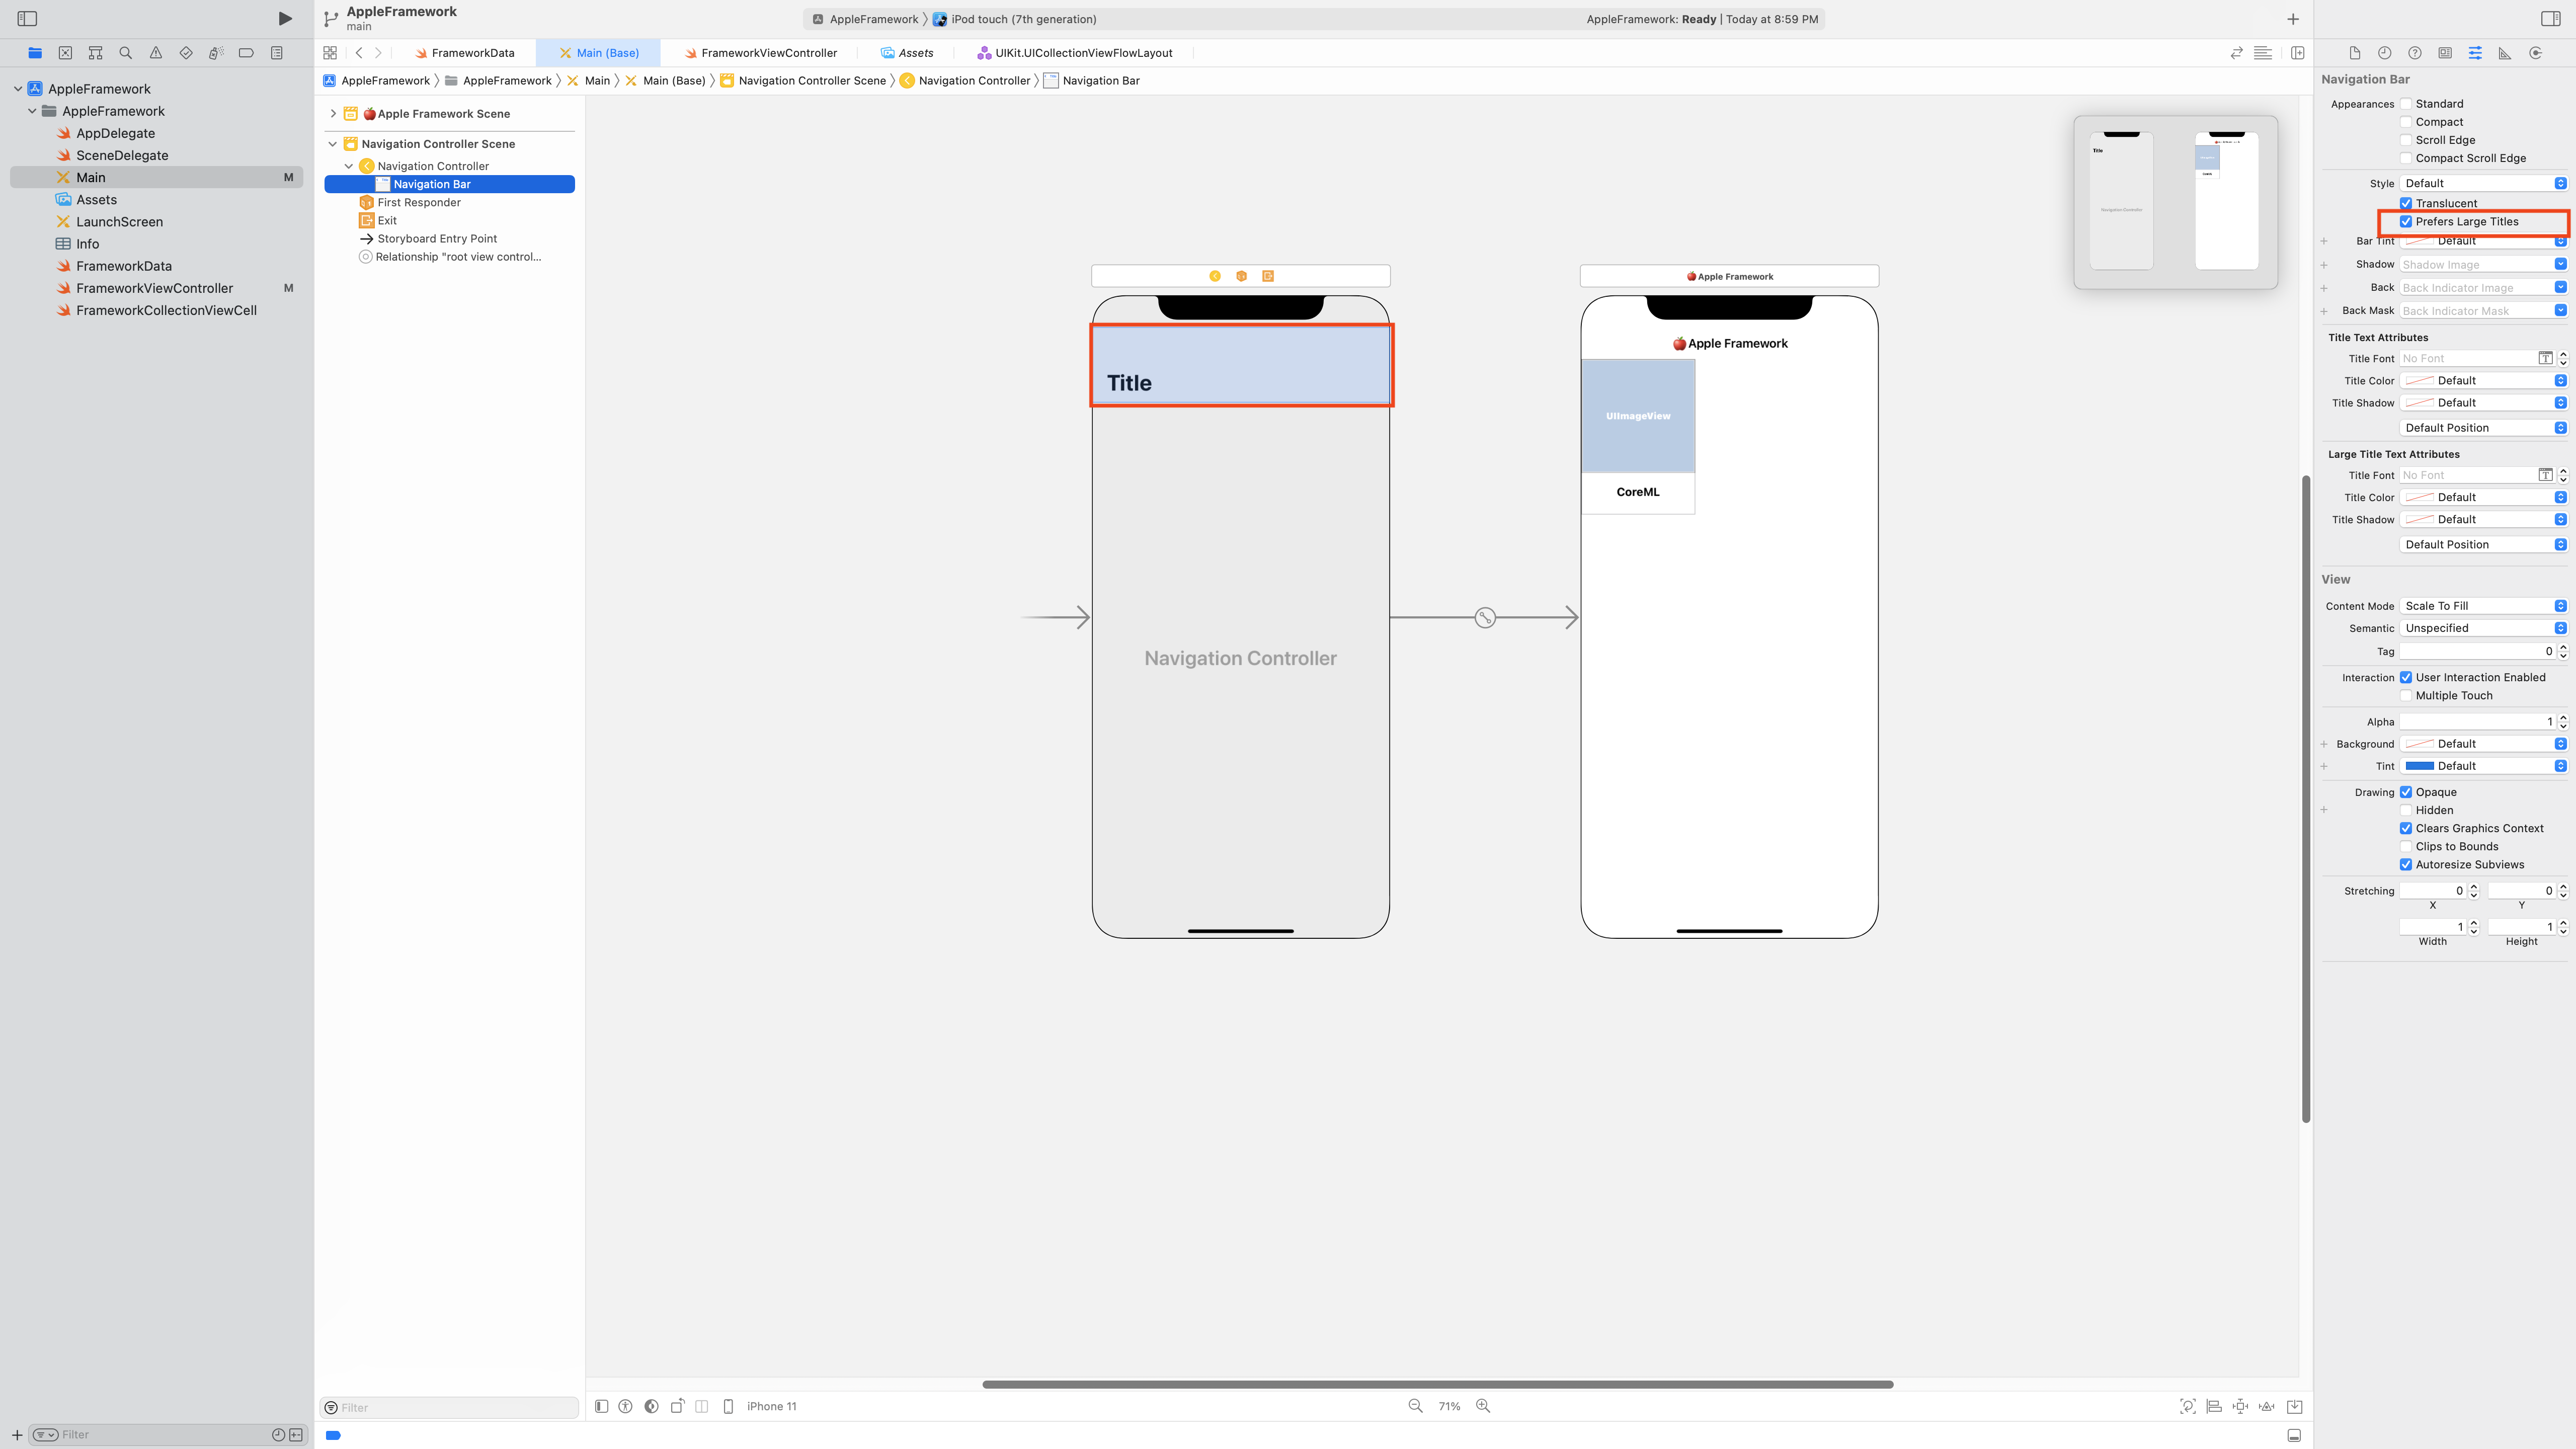 AppleFramework
main
AppleFramework
iPod touch (7th generation)
AppleFramework: Ready | Today at 8:59 PM
FrameworkData
Main (Base)
FrameworkViewController
Assets
UIKit.UICollectionViewFlowLayout
AppleFramework
AppleFramework
Main
Main (Base)
Navigation Controller Scene
Navigation Controller
Navigation Bar
AppleFramework
AppleFramework
AppDelegate
SceneDelegate
Main M
Assets
LaunchScreen
Info
FrameworkData
FrameworkViewController M
FrameworkCollectionViewCell
Filter
Apple Framework Scene
Navigation Controller Scene
Navigation Controller
Navigation Bar
First Responder
Exit
Storyboard Entry Point
Relationship "root view control...
Filter
Title
Navigation Controller
Apple Framework
Apple Framework
UIImageView
CoreML
Title
Navigation Controller
iPhone 11
71%
Navigation Bar
Appearances Standard
Compact
Scroll Edge
Compact Scroll Edge
Style Default
Translucent
Prefers Large Titles
Bar Tint Default
Shadow Shadow Image
Back Back Indicator Image
Back Mask Back Indicator Mask
Title Text Attributes
Title Font No Font
Title Color Default
Title Shadow Default
Default Position
Large Title Text Attributes
Title Font No Font
Title Color Default
Title Shadow Default
Default Position
View
Content Mode Scale To Fill
Semantic Unspecified
Tag 0
Interaction User Interaction Enabled
Multiple Touch
Alpha 1
Background Default
Tint Default
Drawing Opaque
Hidden
Clears Graphics Context
Clips to Bounds
Autoresize Subviews
Stretching 0 0
X Y
1 1
Width Height